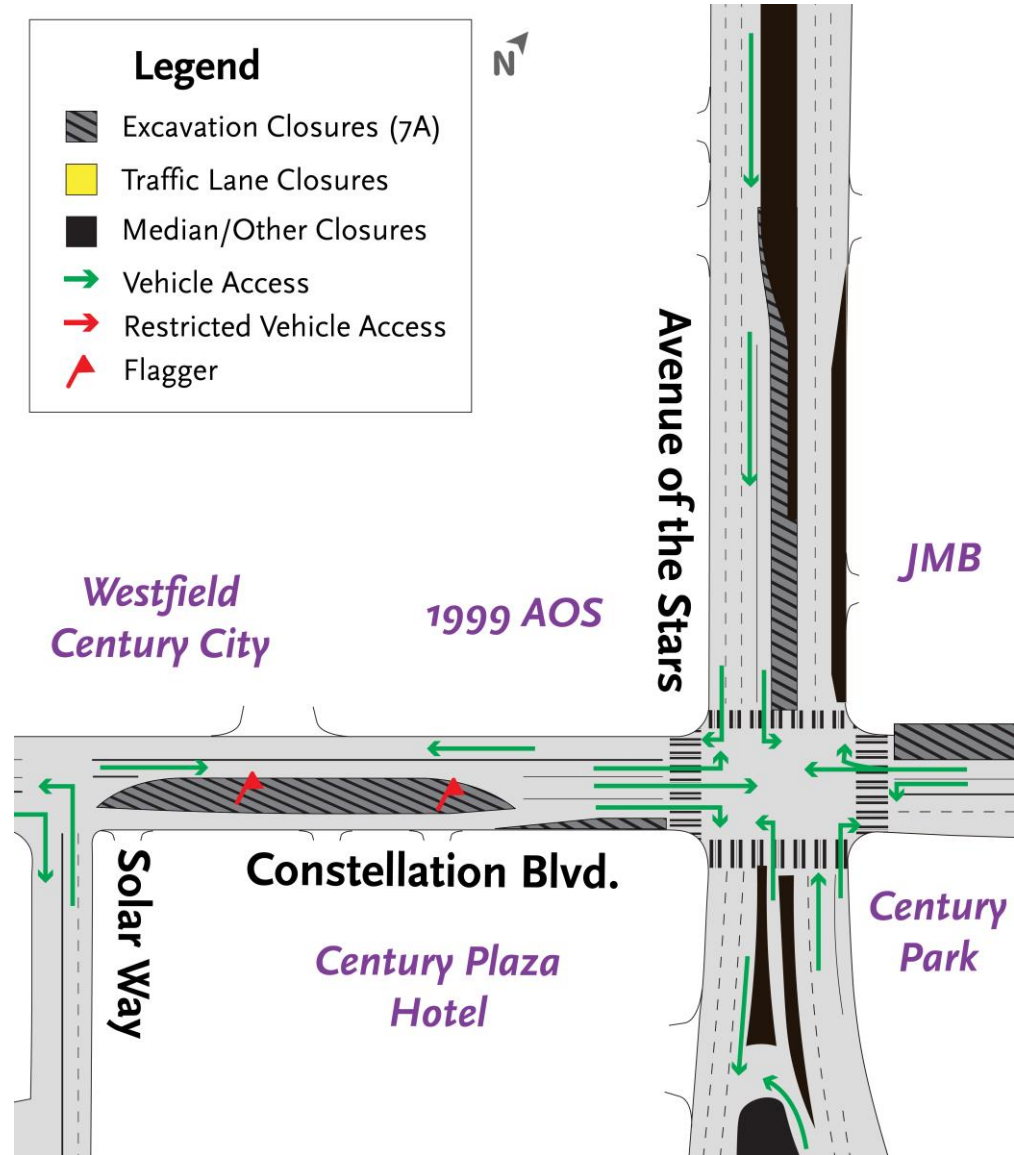 Legend
Excavation Closures (7A)
Traffic Lane Closures
Median/Other Closures
Vehicle Access
Restricted Vehicle Access
Flagger
N
Avenue of the Stars
JMB
Westfield
Century City
1999 AOS
Solar Way
Constellation Blvd.
Century Plaza
Hotel
Century
Park